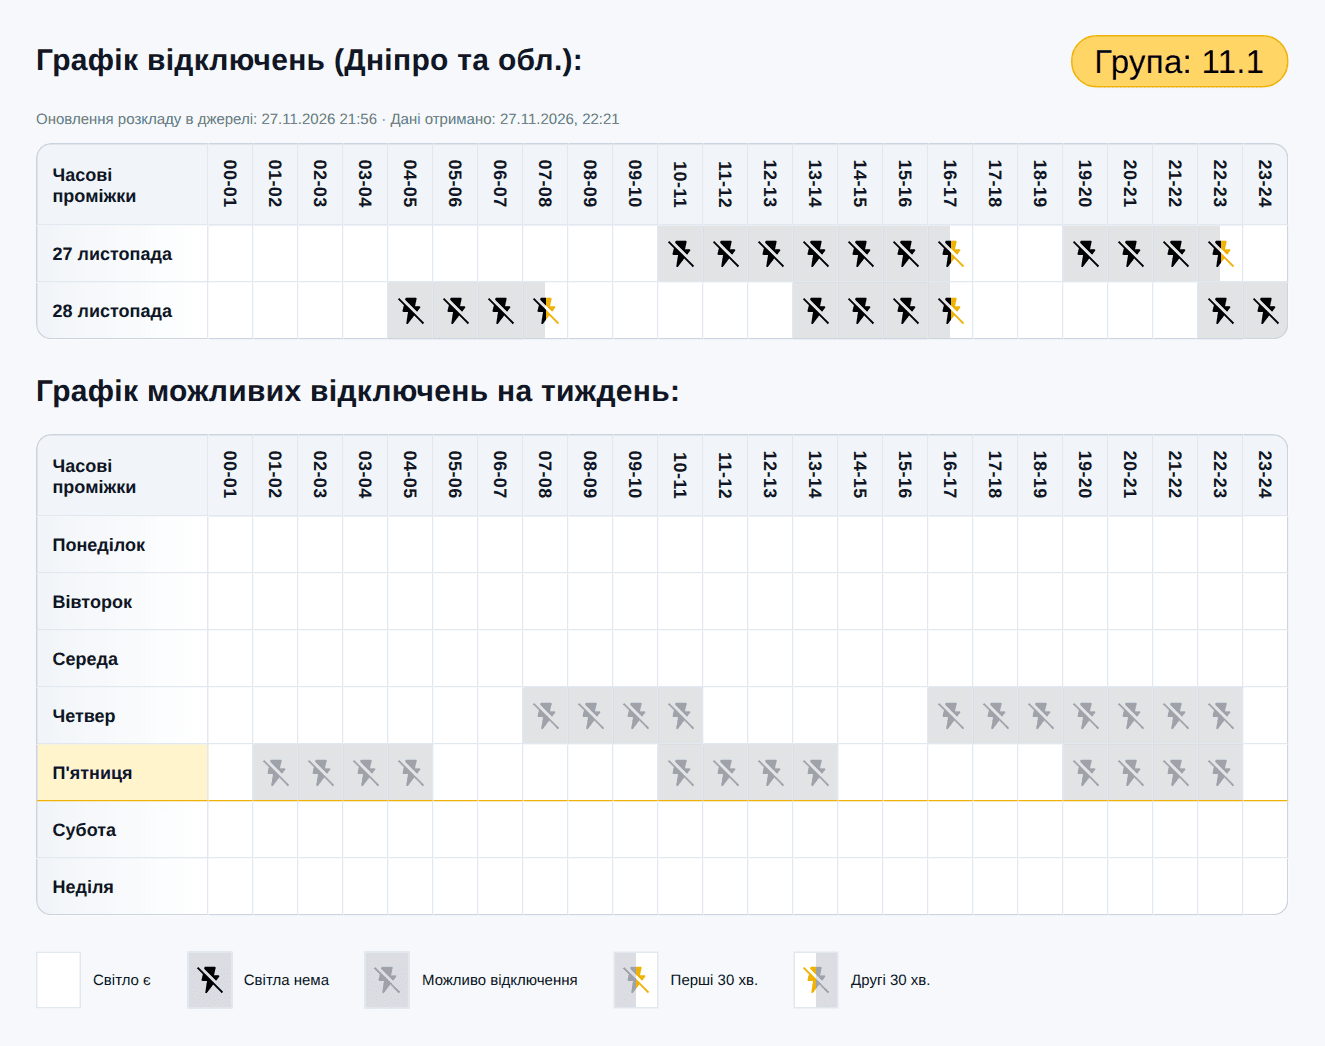 Графік відключень (Дніпро та обл.):
Група: 11.1
Оновлення розкладу в джерелі: 27.11.2026 21:56 · Дані отримано: 27.11.2026, 22:21
Часові
проміжки
00-01 01-02 02-03 03-04 04-05 05-06 06-07 07-08 08-09 09-10 10-11 11-12 12-13 13-14 14-15 15-16 16-17 17-18 18-19 19-20 20-21 21-22 22-23 23-24
27 листопада
28 листопада
Графік можливих відключень на тиждень:
Часові
проміжки
00-01 01-02 02-03 03-04 04-05 05-06 06-07 07-08 08-09 09-10 10-11 11-12 12-13 13-14 14-15 15-16 16-17 17-18 18-19 19-20 20-21 21-22 22-23 23-24
Понеділок
Вівторок
Середа
Четвер
П'ятниця
Субота
Неділя
Світло є
Світла нема
Можливо відключення
Перші 30 хв.
Другі 30 хв.